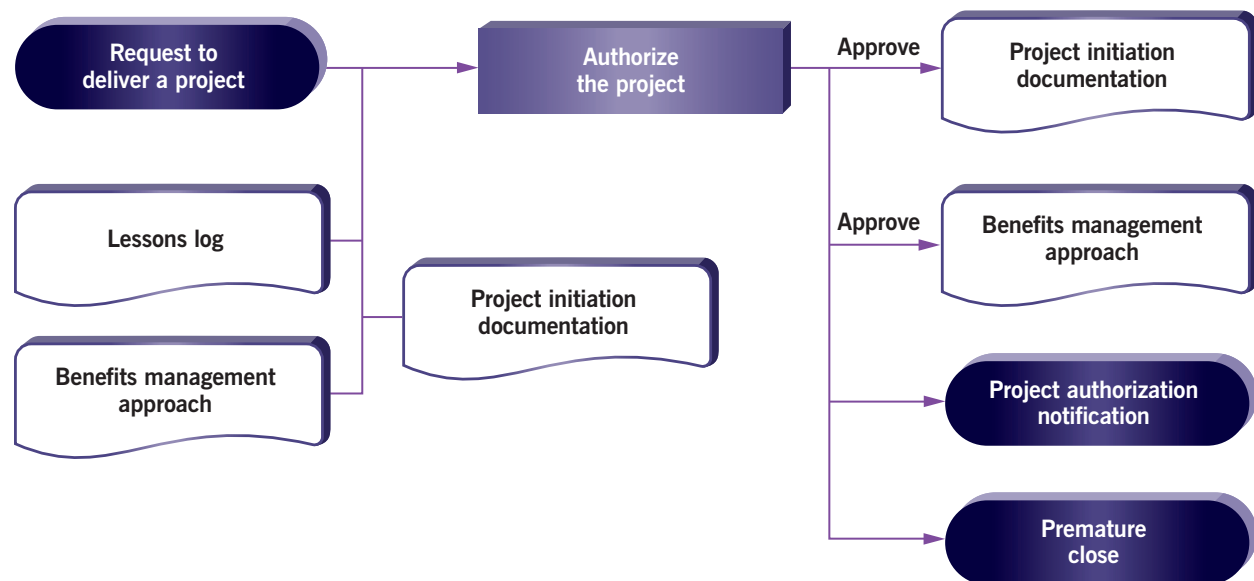 Request to
deliver a project
Authorize
the project
Approve
Project initiation
documentation
Lessons log
Approve
Benefits management
approach
Project initiation
documentation
Benefits management
approach
Project authorization
notification
Premature
close